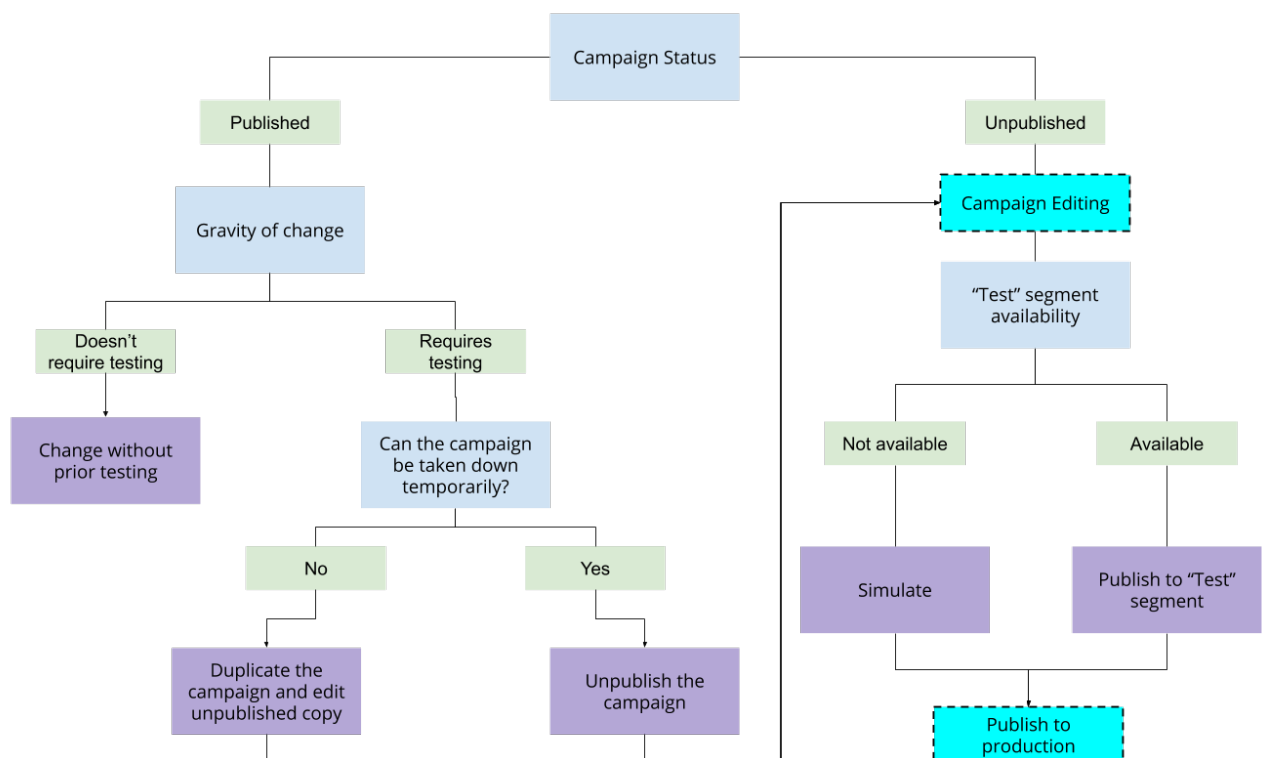 Campaign Status
Published
Unpublished
Gravity of change
Campaign Editing
“Test” segment
availability
Doesn’t
require testing
Requires
testing
Change without
prior testing
Can the campaign
be taken down
temporarily?
Not available
Available
No
Yes
Simulate
Publish to “Test”
segment
Duplicate the
campaign and edit
unpublished copy
Unpublish the
campaign
Publish to
production